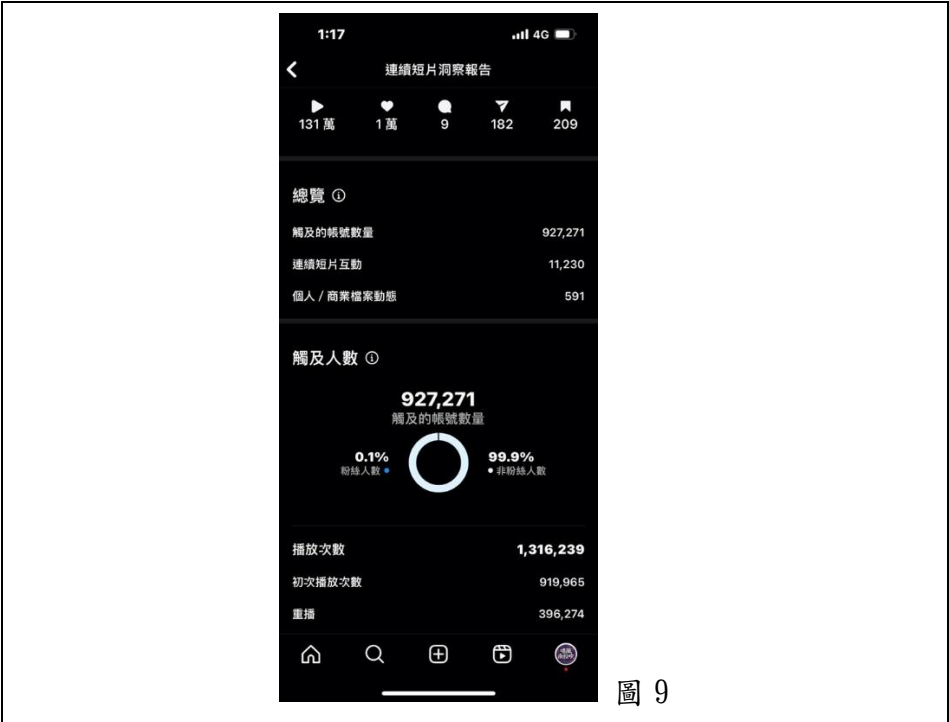 1:17 4G
連續短片洞察報告
131 萬 1 萬 9 182 209
總覽
觸及的帳號數量 927,271
連續短片互動 11,230
個人 / 商業檔案動態 591
觸及人數
927,271
觸及的帳號數量
0.1% 99.9%
粉絲人數 非粉絲人數
播放次數 1,316,239
初次播放次數 919,965
重播 396,274
圖 9